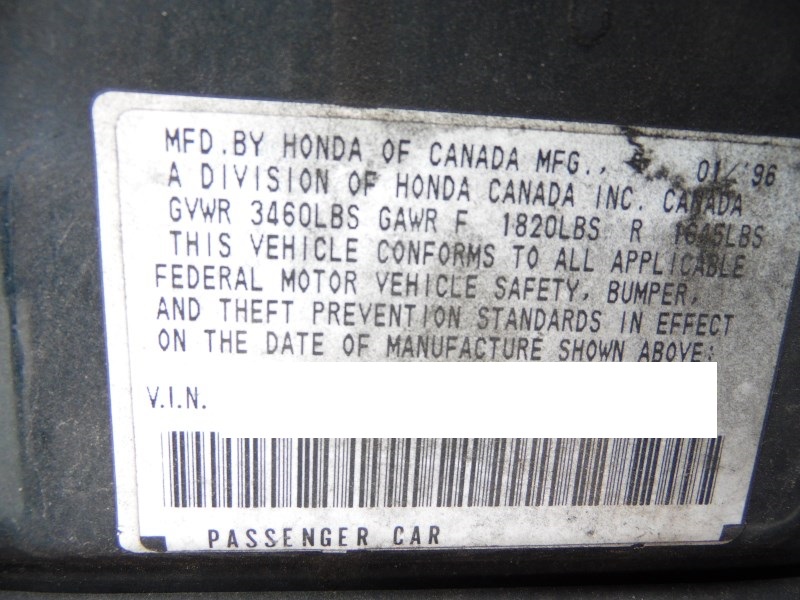 MFD. BY HONDA OF CANADA MFG., 01/'96
A DIVISION OF HONDA CANADA INC. CANADA
GVWR 3460LBS GAWR F 1820LBS R 1645LBS
THIS VEHICLE CONFORMS TO ALL APPLICABLE
FEDERAL MOTOR VEHICLE SAFETY, BUMPER,
AND THEFT PREVENTION STANDARDS IN EFFECT
ON THE DATE OF MANUFACTURE SHOWN ABOVE:
V.I.N.
PASSENGER CAR